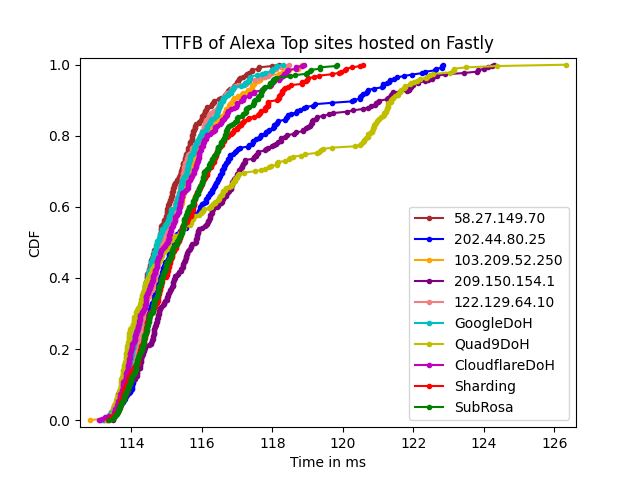 TTFB of Alexa Top sites hosted on Fastly
CDF
1.0
0.8
0.6
0.4
0.2
0.0
58.27.149.70
202.44.80.25
103.209.52.250
209.150.154.1
122.129.64.10
GoogleDoH
Quad9DoH
CloudflareDoH
Sharding
SubRosa
114 116 118 120 122 124 126
Time in ms